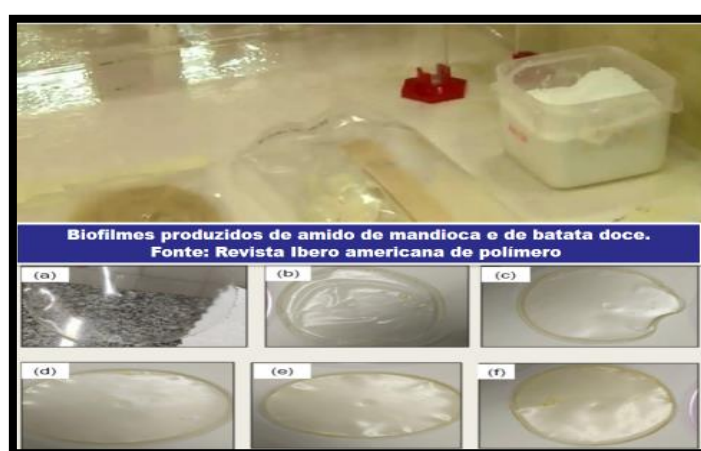 Biofilmes produzidos de amido de mandioca e de batata doce.
Fonte: Revista Ibero americana de polímero
(a)
(b)
(c)
(d)
(e)
(f)